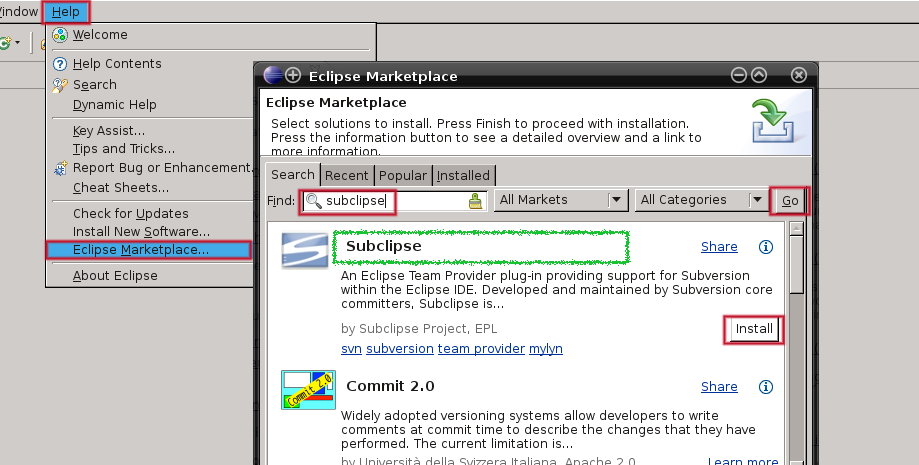 indow Help
Welcome
Help Contents
Search
Dynamic Help
Key Assist...
Tips and Tricks...
Report Bug or Enhancement.
Cheat Sheets...
Check for Updates
Install New Software...
Eclipse Marketplace...
About Eclipse
Eclipse Marketplace
Eclipse Marketplace
Select solutions to install. Press Finish to proceed with installation.
Press the information button to see a detailed overview and a link to
more information.
Search Recent Popular Installed
Find: subclipse All Markets All Categories Go
Subclipse Share
An Eclipse Team Provider plug-in providing support for Subversion
within the Eclipse IDE. Developed and maintained by Subversion core
committers, Subclipse is...
by Subclipse Project, EPL Install
svn subversion team provider mylyn
Commit 2.0
Commit 2.0 Share
Widely adopted versioning systems allow developers to write
comments at commit time to describe the changes that they have
performed. The current limitation is...
by Università della Svizzera Italiana, Apache 2.0 Learn more